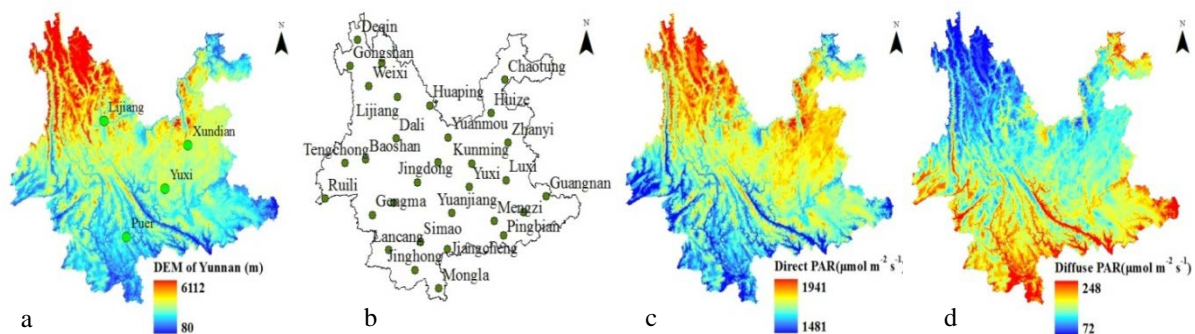 N
Lijiang
Xundian
Yuxi
Puer
DEM of Yunnan (m)
6112
80
a
N
Deqin
Gongshan
Weixi
Chaotung
Huaping
Huize
Lijiang
Dali
Yuanmou
Zhanyi
Tengchong
Baoshan
Kunming
Jingdong
Yuxi
Luxi
Ruili
Guangnan
Gengma
Yuanjiang
Mengzi
Simao
Pingbian
Lancang
Jiangcheng
Jinghong
Mongla
b
N
Direct PAR(μmol m⁻² s⁻¹)
1941
1481
c
N
Diffuse PAR(μmol m⁻² s⁻¹)
248
72
d